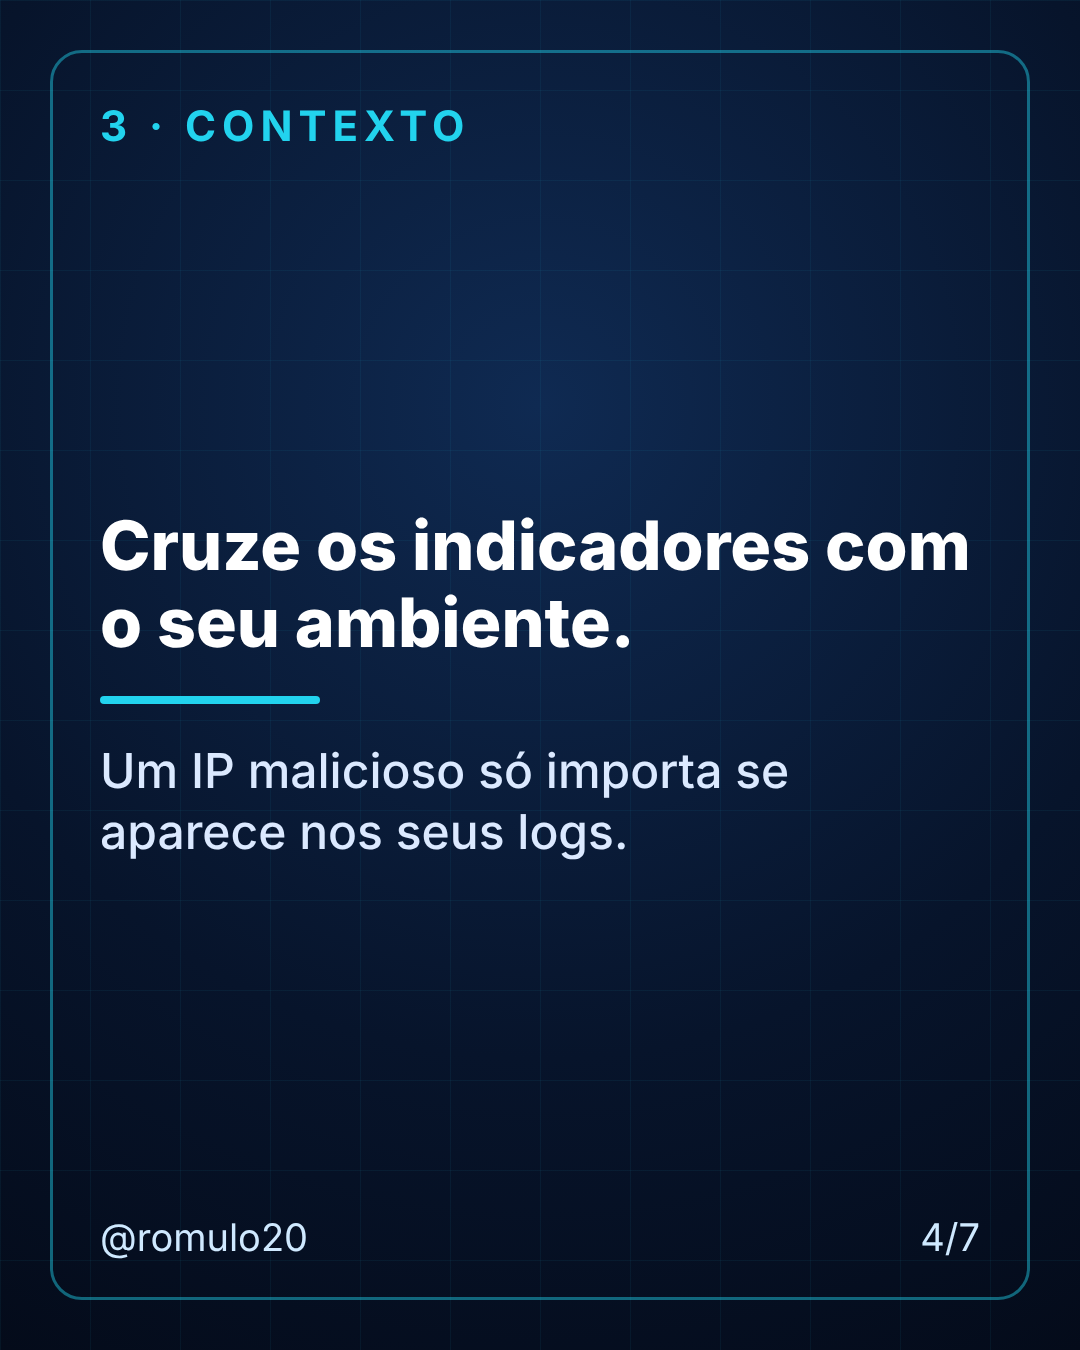 3 · CONTEXTO
Cruze os indicadores com
o seu ambiente.
Um IP malicioso só importa se
aparece nos seus logs.
@romulo20
4/7